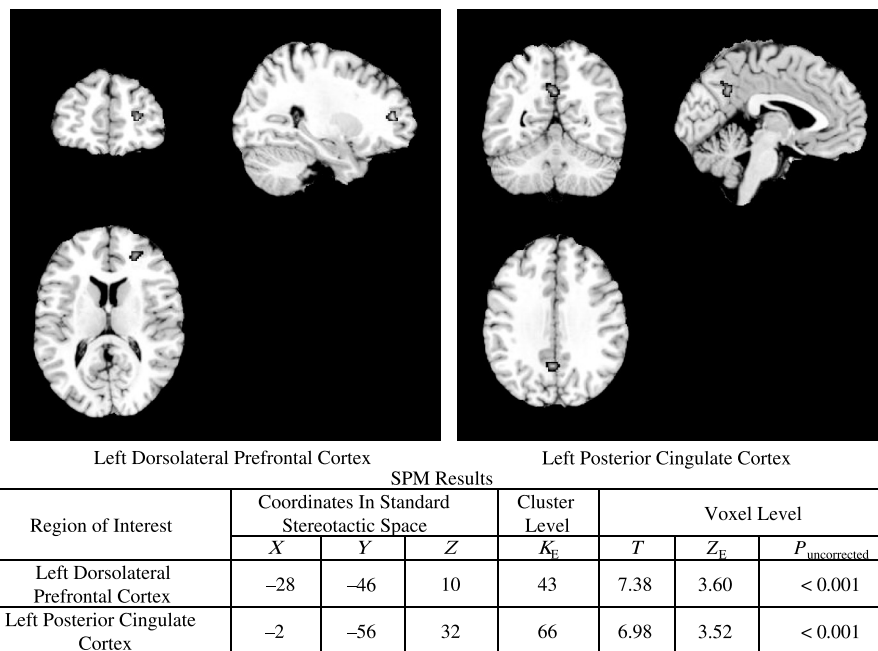 Left Dorsolateral Prefrontal Cortex
Left Posterior Cingulate Cortex
SPM Results
Region of Interest
Coordinates In Standard
Stereotactic Space
Cluster
Level
Voxel Level
X Y Z KE T ZE Puncorrected
Left Dorsolateral
Prefrontal Cortex
–28 –46 10 43 7.38 3.60 < 0.001
Left Posterior Cingulate
Cortex
–2 –56 32 66 6.98 3.52 < 0.001